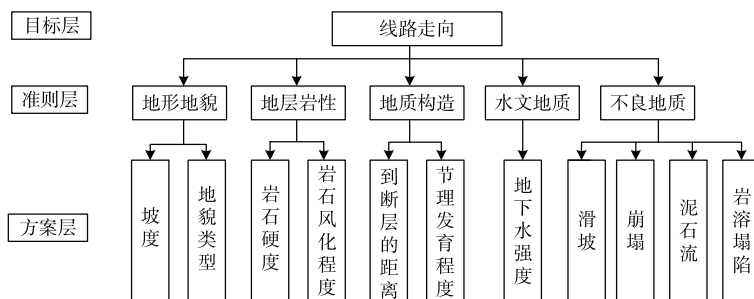 目标层
线路走向
准则层
地形地貌
地层岩性
地质构造
水文地质
不良地质
方案层
坡度
地貌类型
岩石硬度
岩石风化程度
到断层的距离
节理发育程度
地下水强度
滑坡
崩塌
泥石流
岩溶塌陷